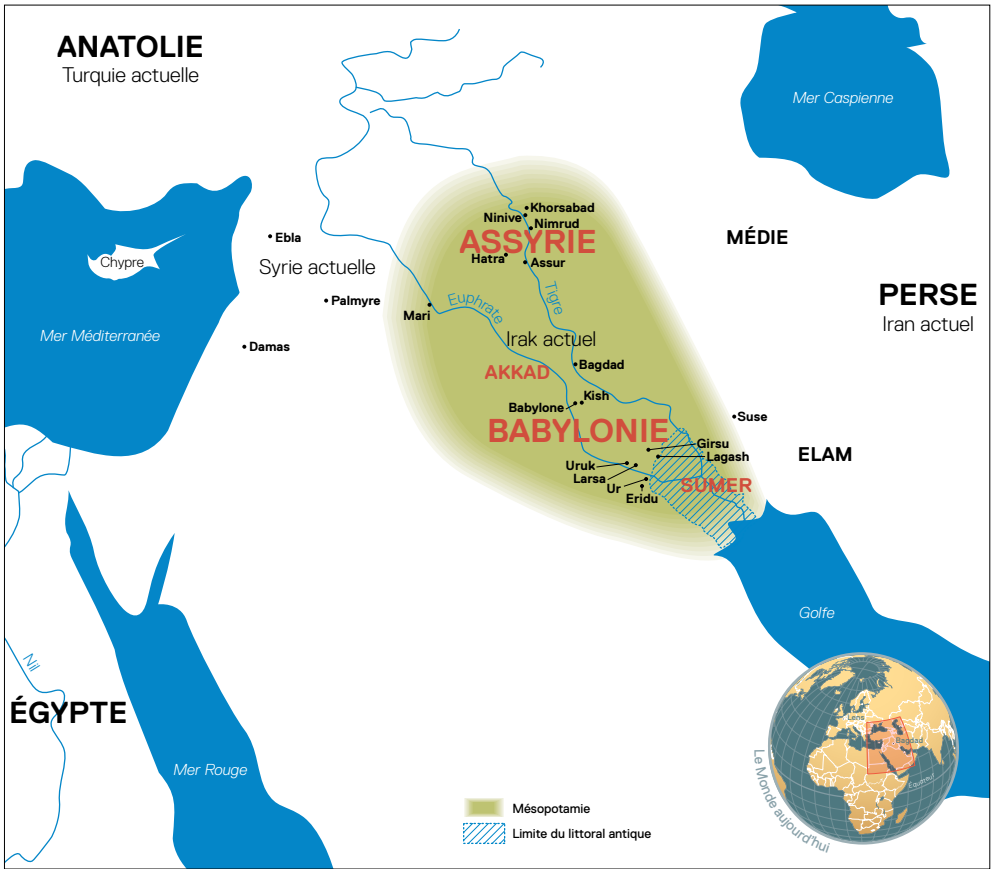 ANATOLIE
Turquie actuelle
Mer Caspienne
Khorsabad
Ninive
Nimrud
ASSYRIE
Ebla
MÉDIE
Chypre
Syrie actuelle
Hatra
Assur
PERSE
Iran actuel
Palmyre
Euphrate
Tigre
Mari
Mer Méditerranée
Irak actuel
Damas
Bagdad
AKKAD
Kish
Babylone
Suse
BABYLONIE
Girsu
Lagash
ELAM
Uruk
Larsa
SUMER
Ur
Eridu
Golfe
Nil
ÉGYPTE
Lens
Bagdad
Mer Rouge
Équateur
Le Monde aujourd'hui
Mésopotamie
Limite du littoral antique